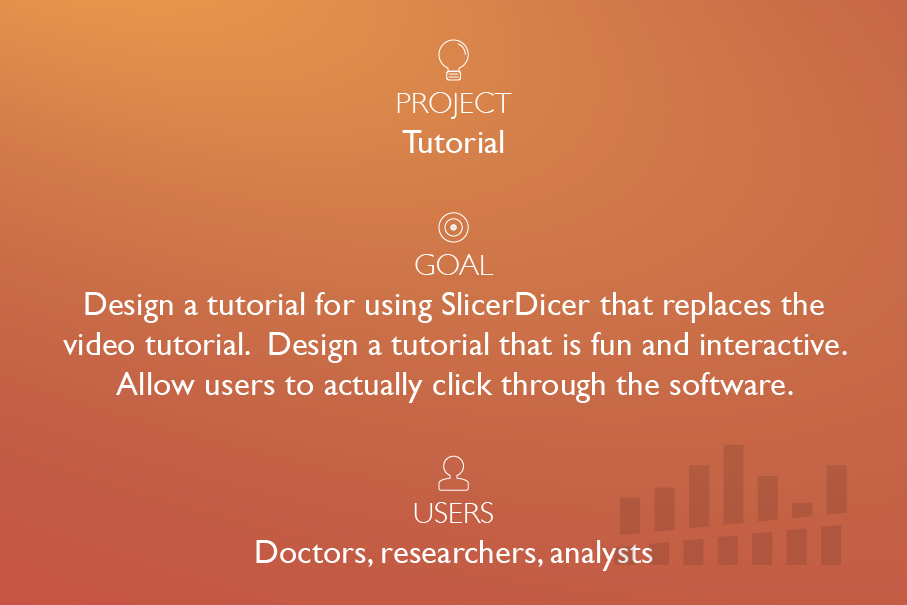 PROJECT
Tutorial
GOAL
Design a tutorial for using SlicerDicer that replaces the
video tutorial.  Design a tutorial that is fun and interactive.
Allow users to actually click through the software.
USERS
Doctors, researchers, analysts